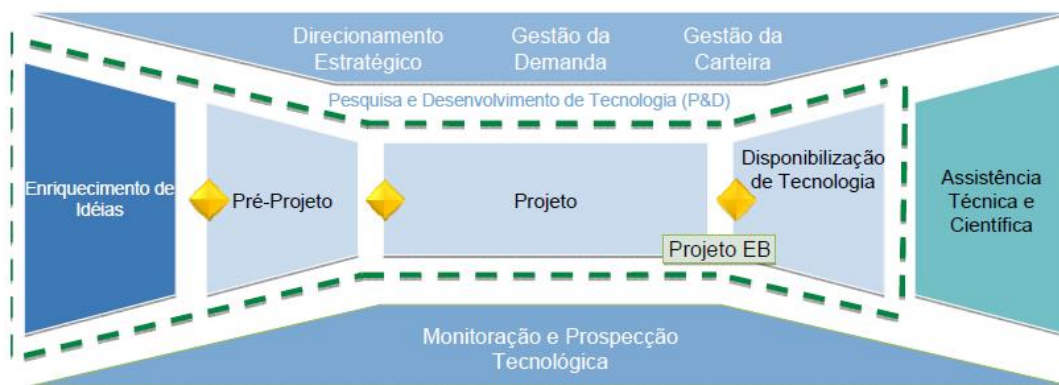 Direcionamento
Estratégico
Gestão da
Demanda
Gestão da
Carteira
Pesquisa e Desenvolvimento de Tecnologia (P&D)
Enriquecimento de
Idéias
Pré-Projeto
Projeto
Disponibilização
de Tecnologia
Projeto EB
Assistência
Técnica e
Científica
Monitoração e Prospecção
Tecnológica